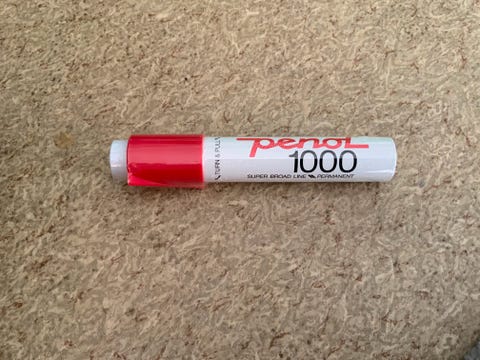 penol
1000
SUPER BROAD LINE PERMANENT
TURN & PULL